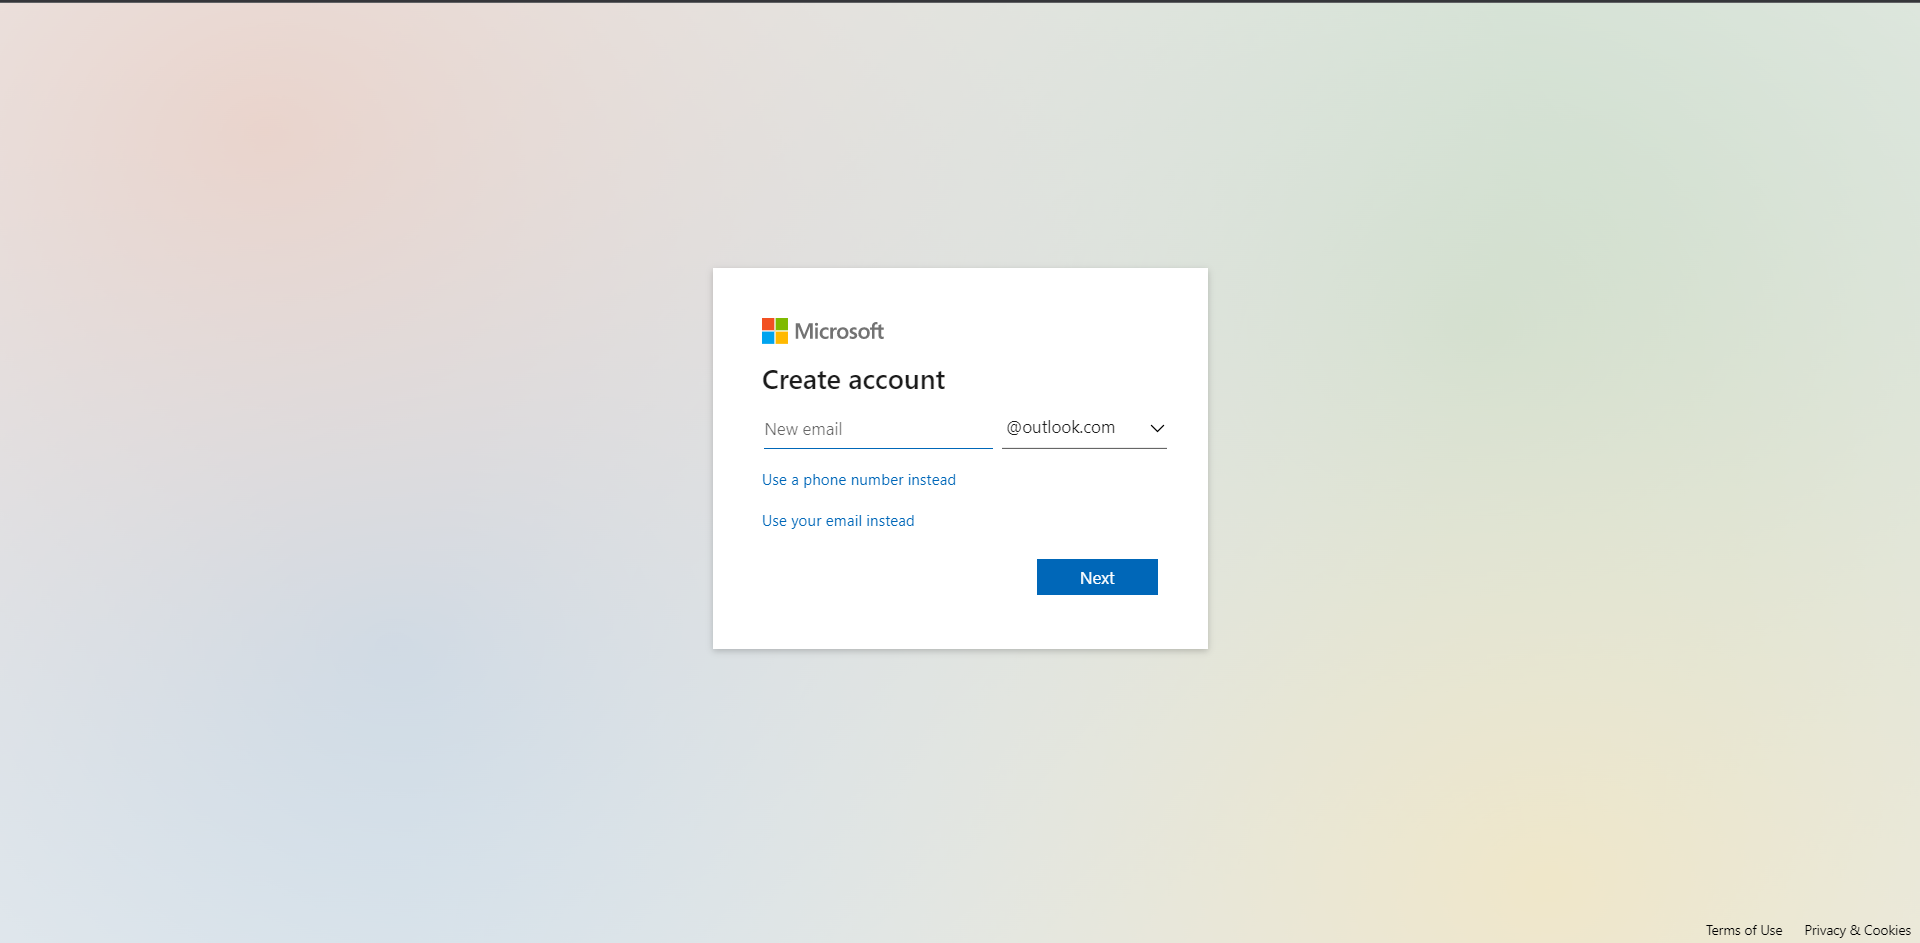 Microsoft
Create account
New email @outlook.com
Use a phone number instead
Use your email instead
Next
Terms of Use Privacy & Cookies